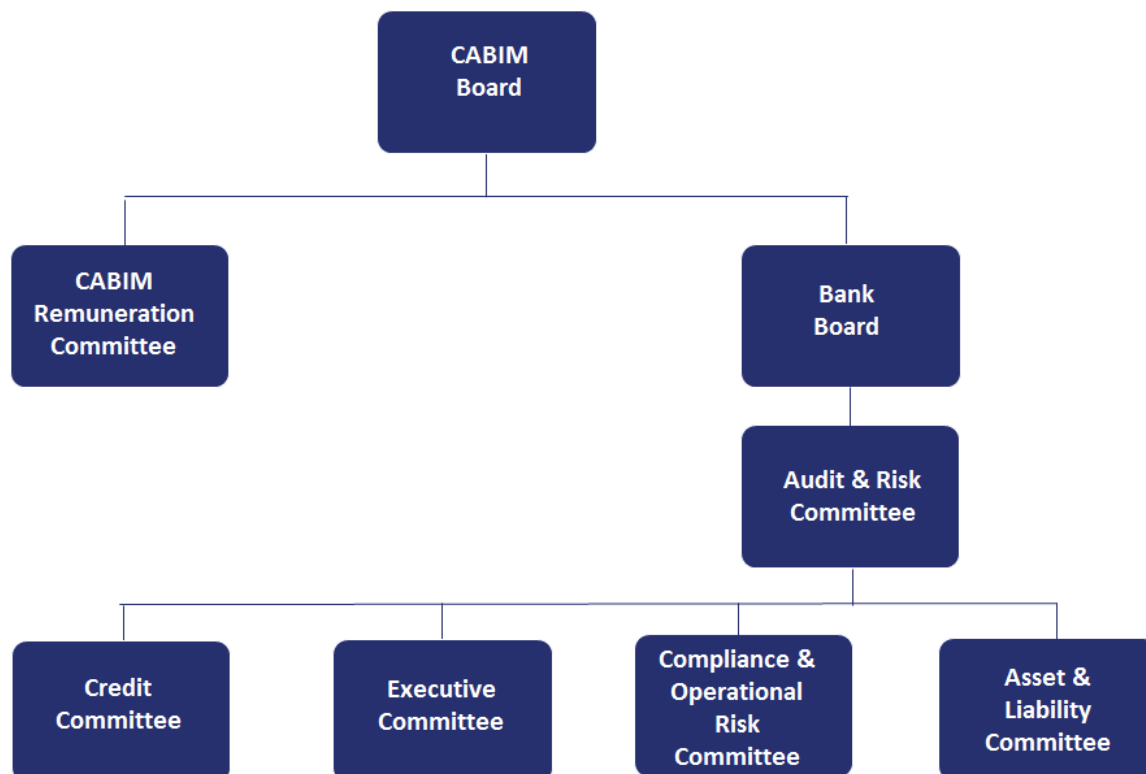 CABIM
Board
CABIM
Remuneration
Committee
Bank
Board
Audit & Risk
Committee
Credit
Committee
Executive
Committee
Compliance &
Operational
Risk
Committee
Asset &
Liability
Committee